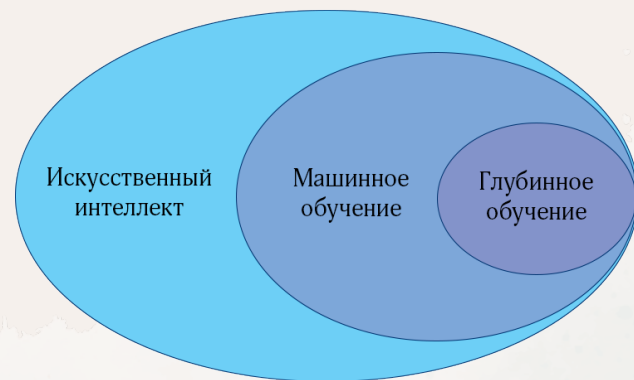 Искусственный
интеллект
Машинное
обучение
Глубинное
обучение